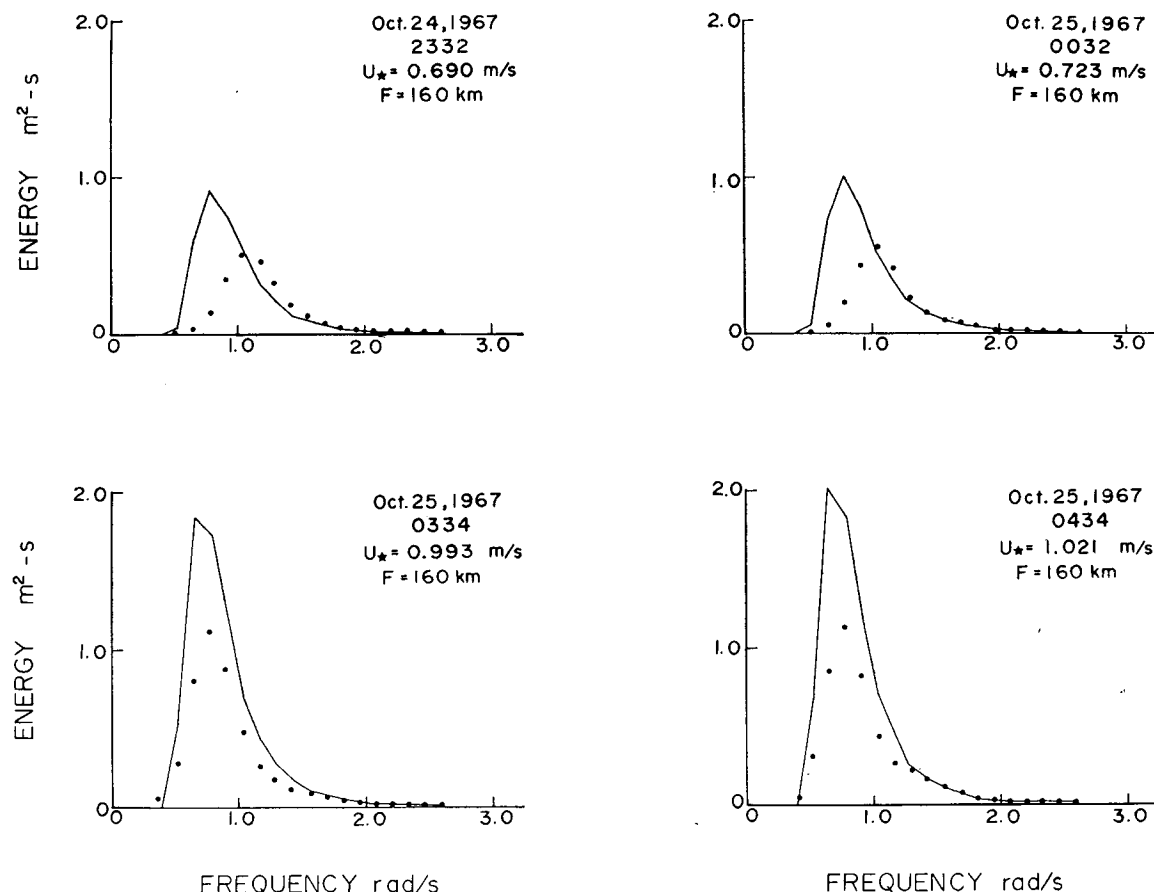 2.0
1.0
0
0
1.0
2.0
3.0
ENERGY m²-s
Oct. 24, 1967
2332
U★= 0.690 m/s
F = 160 km
2.0
1.0
0
0
1.0
2.0
3.0
Oct. 25, 1967
0032
U★= 0.723 m/s
F = 160 km
2.0
1.0
0
0
1.0
2.0
3.0
ENERGY m²-s
FREQUENCY rad/s
Oct. 25, 1967
0334
U★= 0.993 m/s
F = 160 km
2.0
1.0
0
0
1.0
2.0
3.0
FREQUENCY rad/s
Oct. 25, 1967
0434
U★= 1.021 m/s
F = 160 km